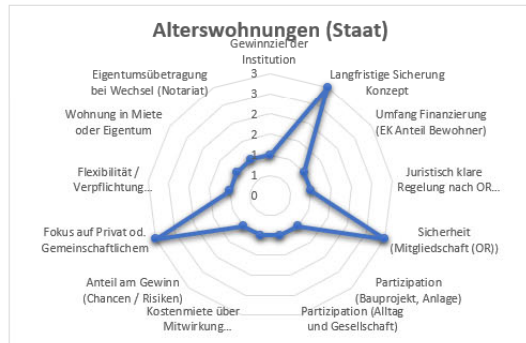 Alterswohnungen (Staat)
Gewinnziel der
Institution
Langfristige Sicherung
Konzept
Umfang Finanzierung
(EK Anteil Bewohner)
Juristisch klare
Regelung nach OR...
Sicherheit
(Mitgliedschaft (OR))
Partizipation
(Bauprojekt, Anlage)
Partizipation (Alltag
und Gesellschaft)
Kostenmiete über
Mitwirkung...
Anteil am Gewinn
(Chancen / Risiken)
Fokus auf Privat od.
Gemeinschaftlichem
Flexibilität /
Verpflichtung...
Wohnung in Miete
oder Eigentum
Eigentumsübetragung
bei Wechsel (Notariat)
3
3
2
2
1
1
0